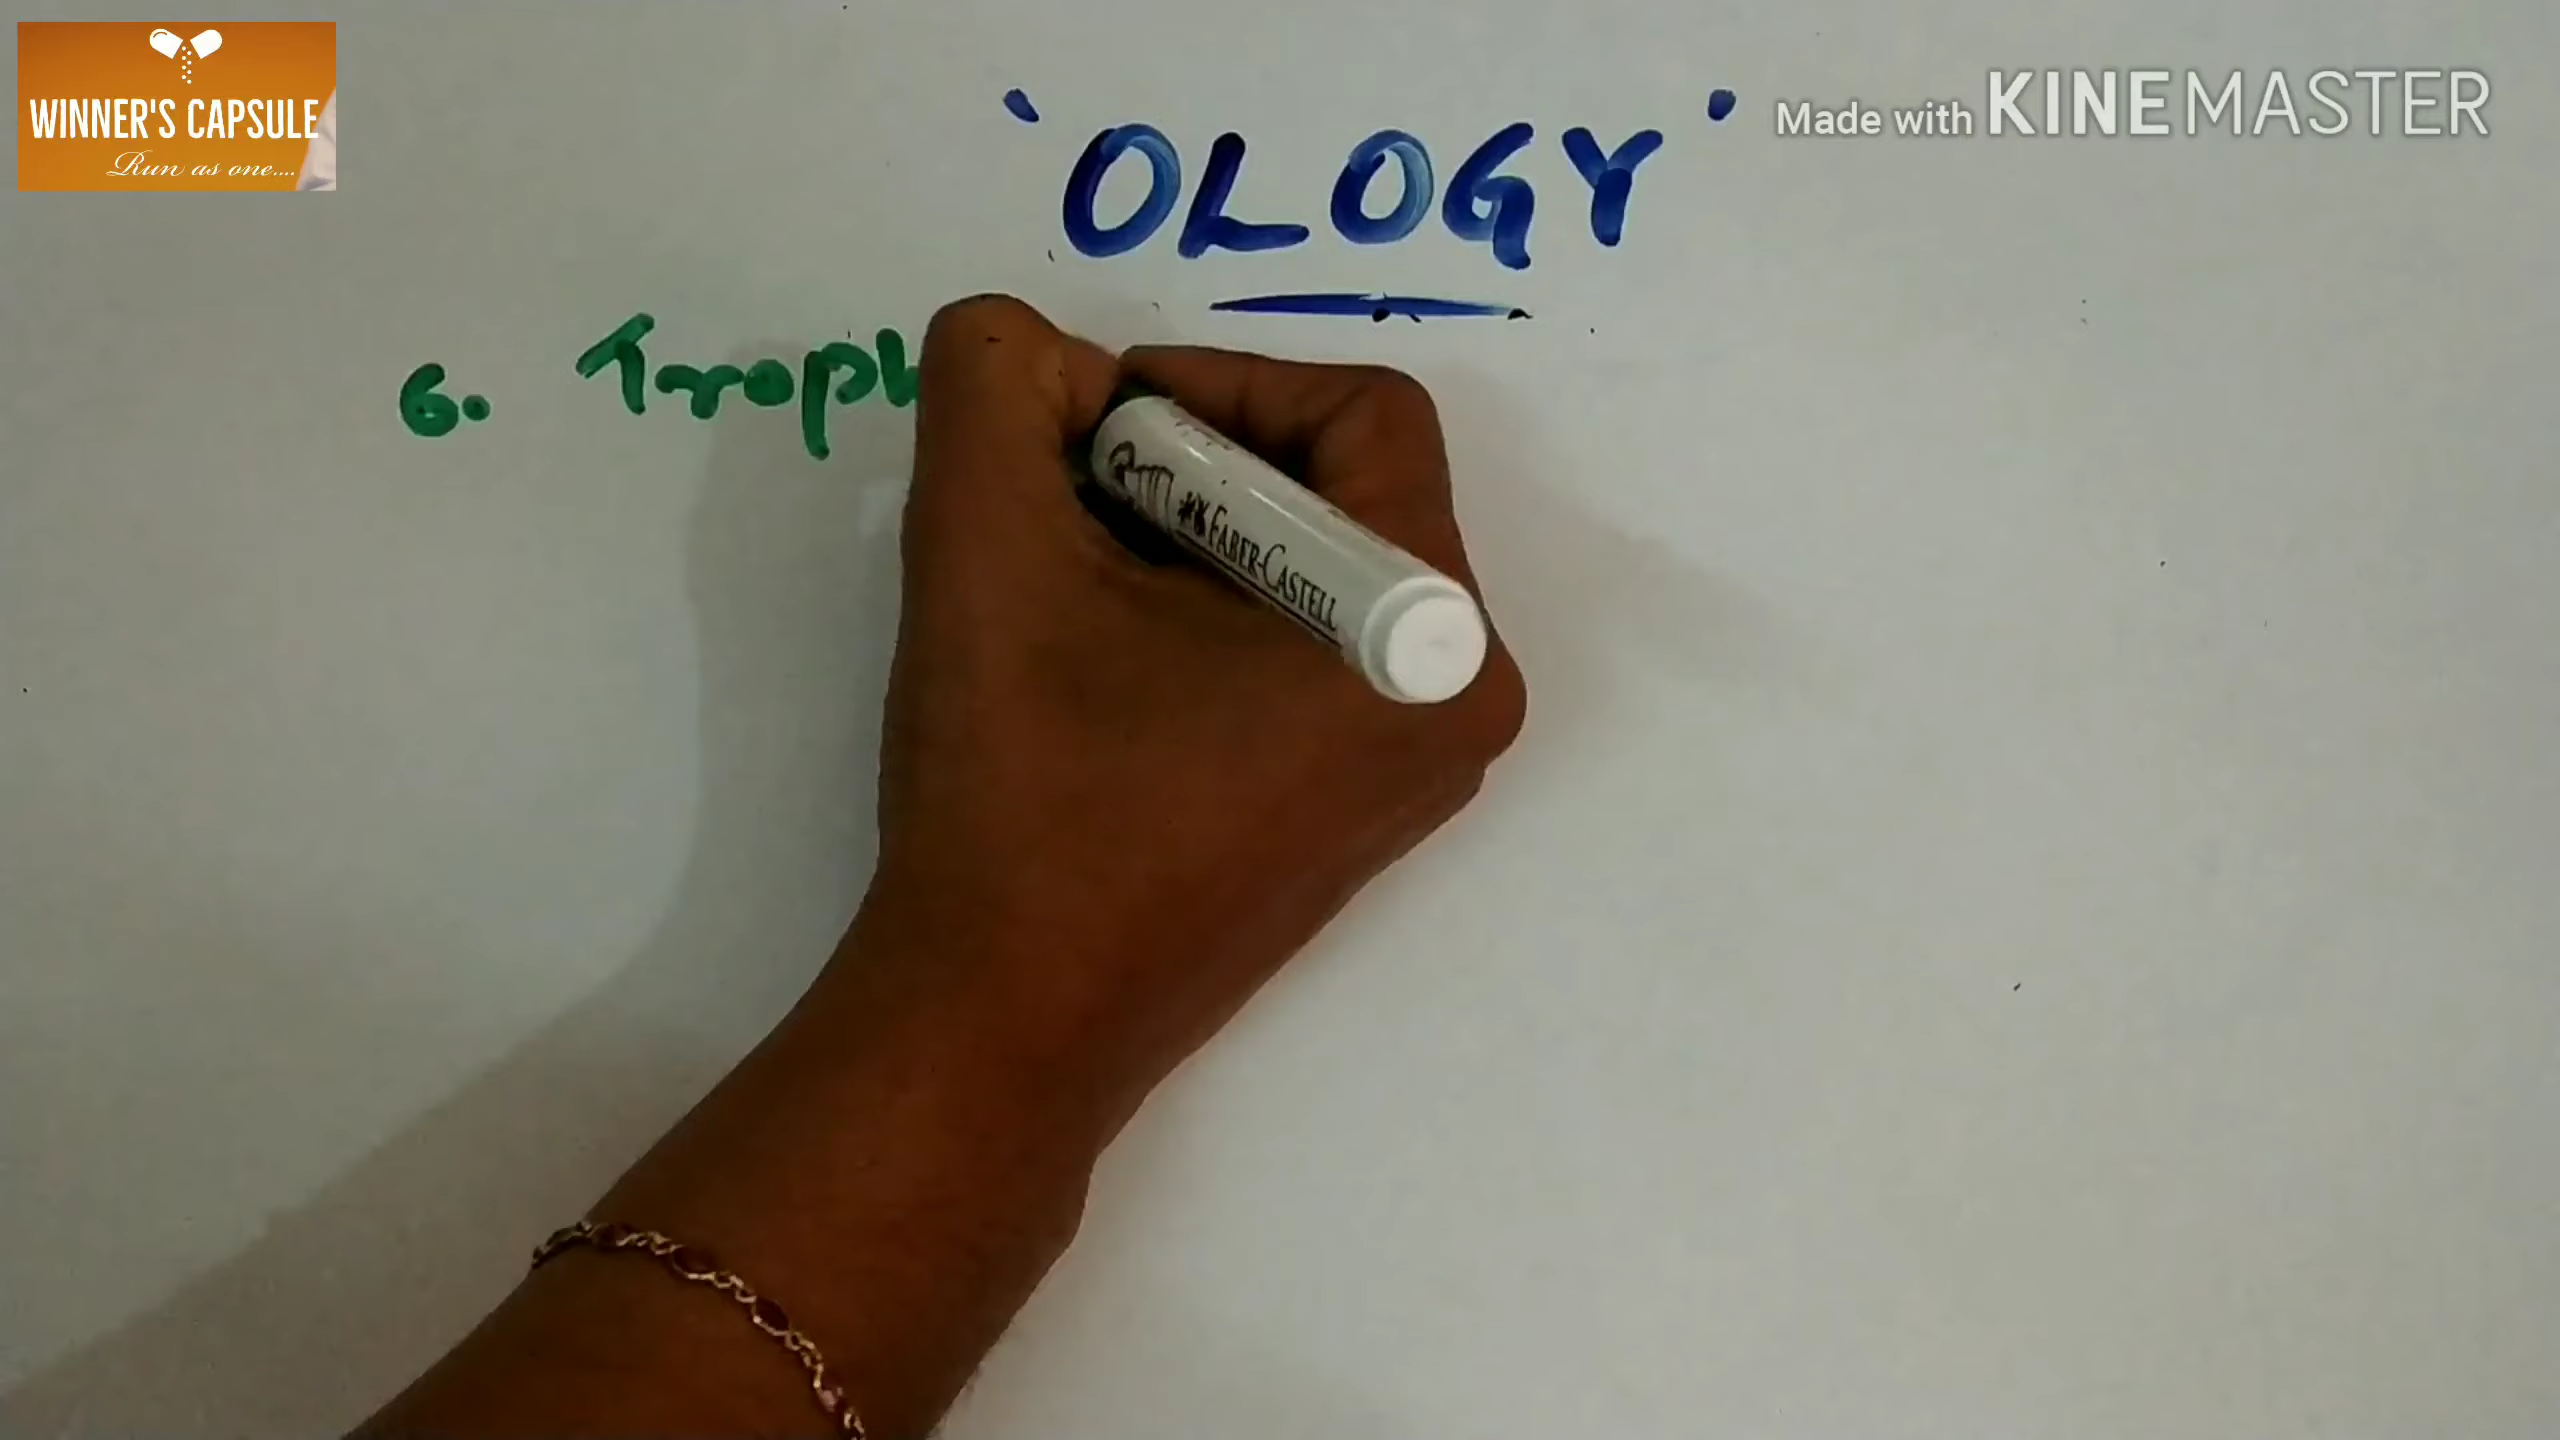 WINNER'S CAPSULE
Run as one....
Made with KINEMASTER
'OLOGY'
6. Troph
FABER-CASTELL